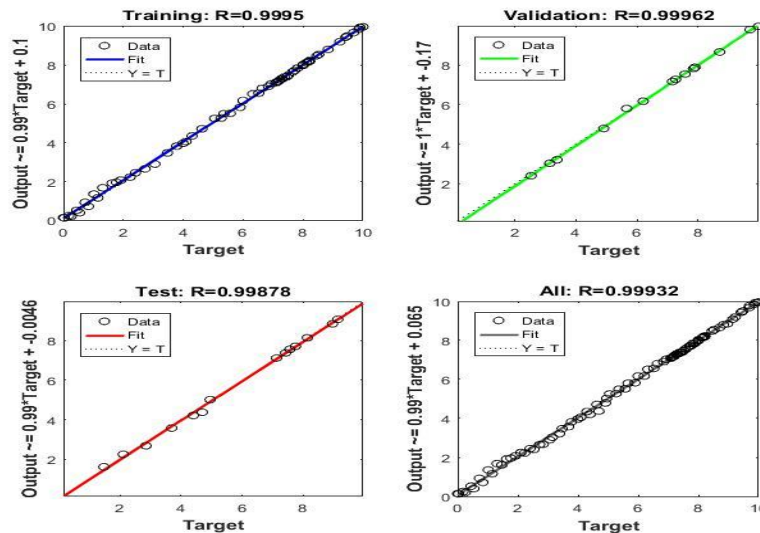 Training: R=0.9995
Output ~= 0.99*Target + 0.1
Data
Fit
Y = T
10
8
6
4
2
0
0 2 4 6 8 10
Target
Validation: R=0.99962
Output ~= 1*Target + -0.17
Data
Fit
Y = T
10
8
6
4
2
2 4 6 8
Target
Test: R=0.99878
Output ~= 0.99*Target + -0.0046
Data
Fit
Y = T
8
6
4
2
2 4 6 8
Target
All: R=0.99932
Output ~= 0.99*Target + 0.065
Data
Fit
Y = T
10
8
6
4
2
0
0 2 4 6 8 10
Target